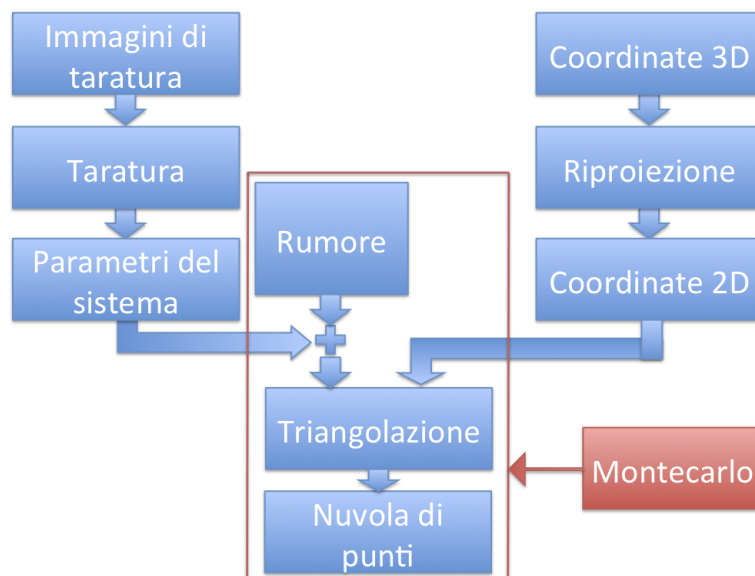 Immagini di
taratura
Taratura
Parametri del
sistema
Rumore
Coordinate 3D
Riproiezione
Coordinate 2D
Triangolazione
Nuvola di
punti
Montecarlo